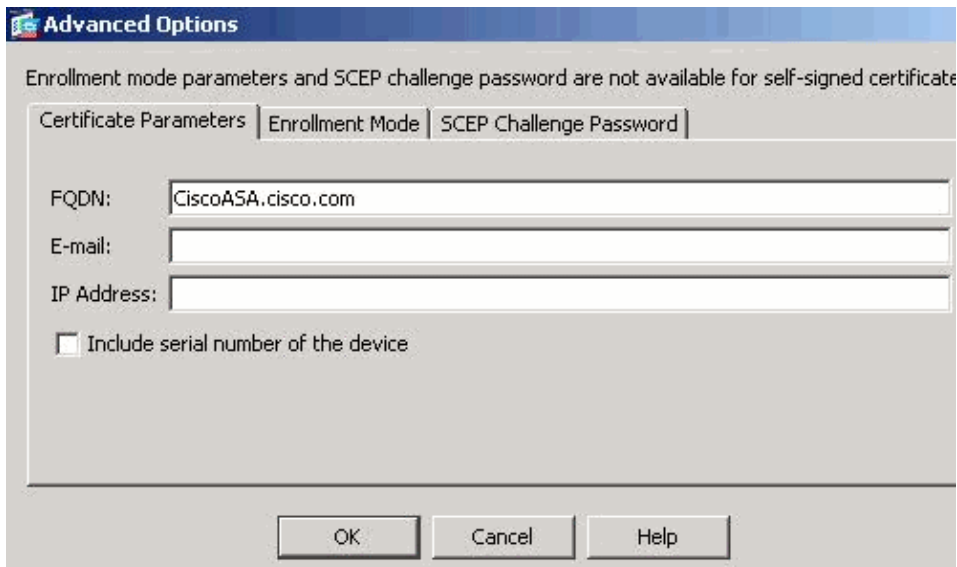 Advanced Options
Enrollment mode parameters and SCEP challenge password are not available for self-signed certificate
Certificate Parameters Enrollment Mode SCEP Challenge Password
FQDN: CiscoASA.cisco.com
E-mail:
IP Address:
Include serial number of the device
OK Cancel Help